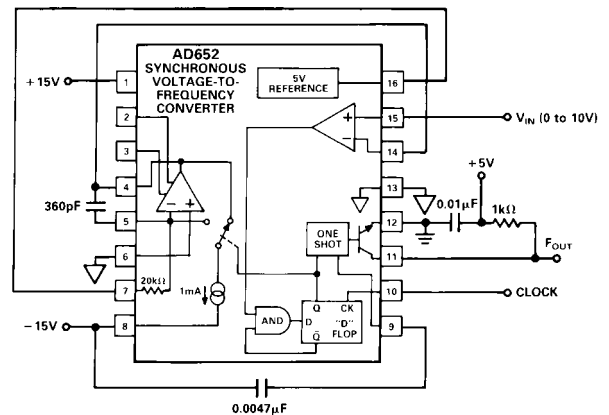 AD652
SYNCHRONOUS
VOLTAGE-TO-
FREQUENCY
CONVERTER
5V
REFERENCE
+15V
1
16
2
15
VIN (0 to 10V)
+
−
3
14
+5V
4
13
0.01μF
1kΩ
360pF
− +
5
12
ONE
SHOT
FOUT
6
11
20kΩ
1mA
7
10
CLOCK
AND
D
Q
CK
"D"
FLOP
Q̄
−15V
8
9
0.0047μF